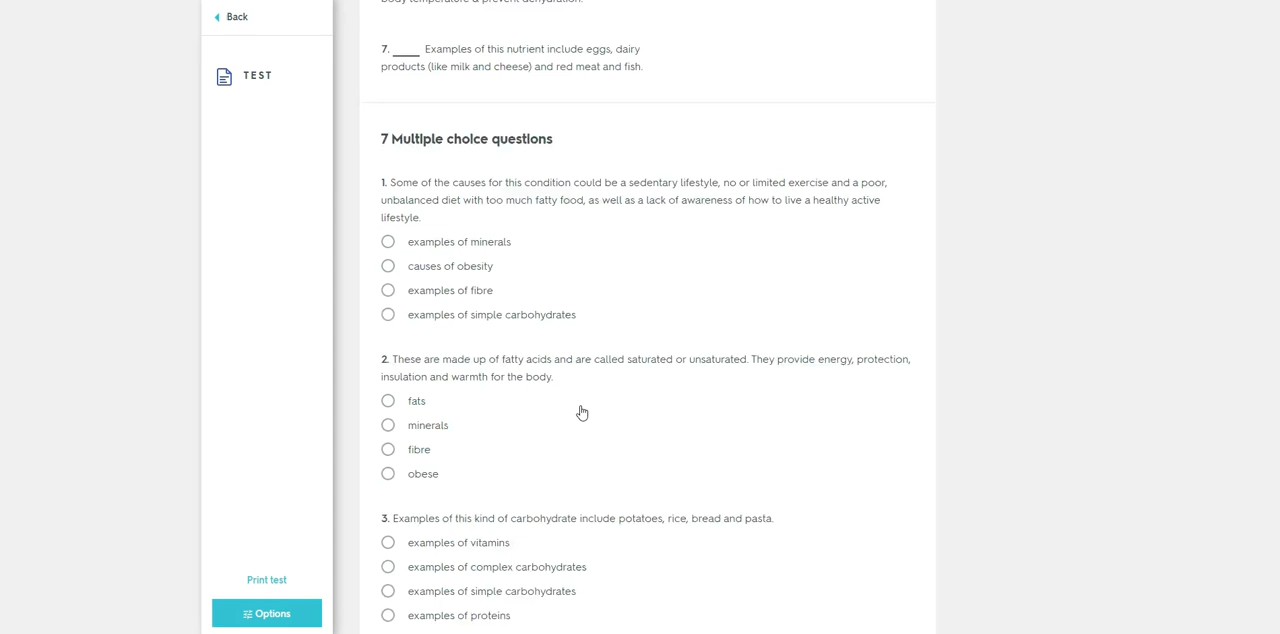 Back
TEST
body temperature & prevent dehydration.
7. ____ Examples of this nutrient include eggs, dairy
products (like milk and cheese) and red meat and fish.
7 Multiple choice questions
1. Some of the causes for this condition could be a sedentary lifestyle, no or limited exercise and a poor,
unbalanced diet with too much fatty food, as well as a lack of awareness of how to live a healthy active
lifestyle.
examples of minerals
causes of obesity
examples of fibre
examples of simple carbohydrates
2. These are made up of fatty acids and are called saturated or unsaturated. They provide energy, protection,
insulation and warmth for the body.
fats
minerals
fibre
obese
3. Examples of this kind of carbohydrate include potatoes, rice, bread and pasta.
examples of vitamins
examples of complex carbohydrates
examples of simple carbohydrates
examples of proteins
Print test
Options